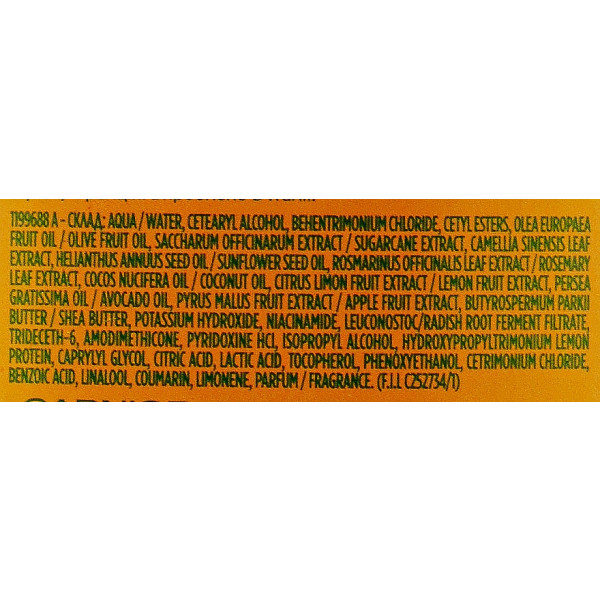 1199688 A - СКЛАД: AQUA / WATER, CETEARYL ALCOHOL, BEHENTRIMONIUM CHLORIDE, CETYL ESTERS, OLEA EUROPAEA
FRUIT OIL / OLIVE FRUIT OIL, SACCHARUM OFFICINARUM EXTRACT / SUGARCANE EXTRACT, CAMELLIA SINENSIS LEAF
EXTRACT, HELIANTHUS ANNUUS SEED OIL / SUNFLOWER SEED OIL, ROSMARINUS OFFICINALIS LEAF EXTRACT / ROSEMARY
LEAF EXTRACT, COCOS NUCIFERA OIL / COCONUT OIL, CITRUS LIMON FRUIT EXTRACT / LEMON FRUIT EXTRACT, PERSEA
GRATISSIMA OIL / AVOCADO OIL, PYRUS MALUS FRUIT EXTRACT / APPLE FRUIT EXTRACT, BUTYROSPERMUM PARKII
BUTTER / SHEA BUTTER, POTASSIUM HYDROXIDE, NIACINAMIDE, LEUCONOSTOC/RADISH ROOT FERMENT FILTRATE,
TRIDECETH-6, AMODIMETHICONE, PYRIDOXINE HCl, ISOPROPYL ALCOHOL, HYDROXYPROPYLTRIMONIUM LEMON
PROTEIN, CAPRYLYL GLYCOL, CITRIC ACID, LACTIC ACID, TOCOPHEROL, PHENOXYETHANOL, CETRIMONIUM CHLORIDE,
BENZOIC ACID, LINALOOL, COUMARIN, LIMONENE, PARFUM / FRAGRANCE. (F.I.L C252734/1)